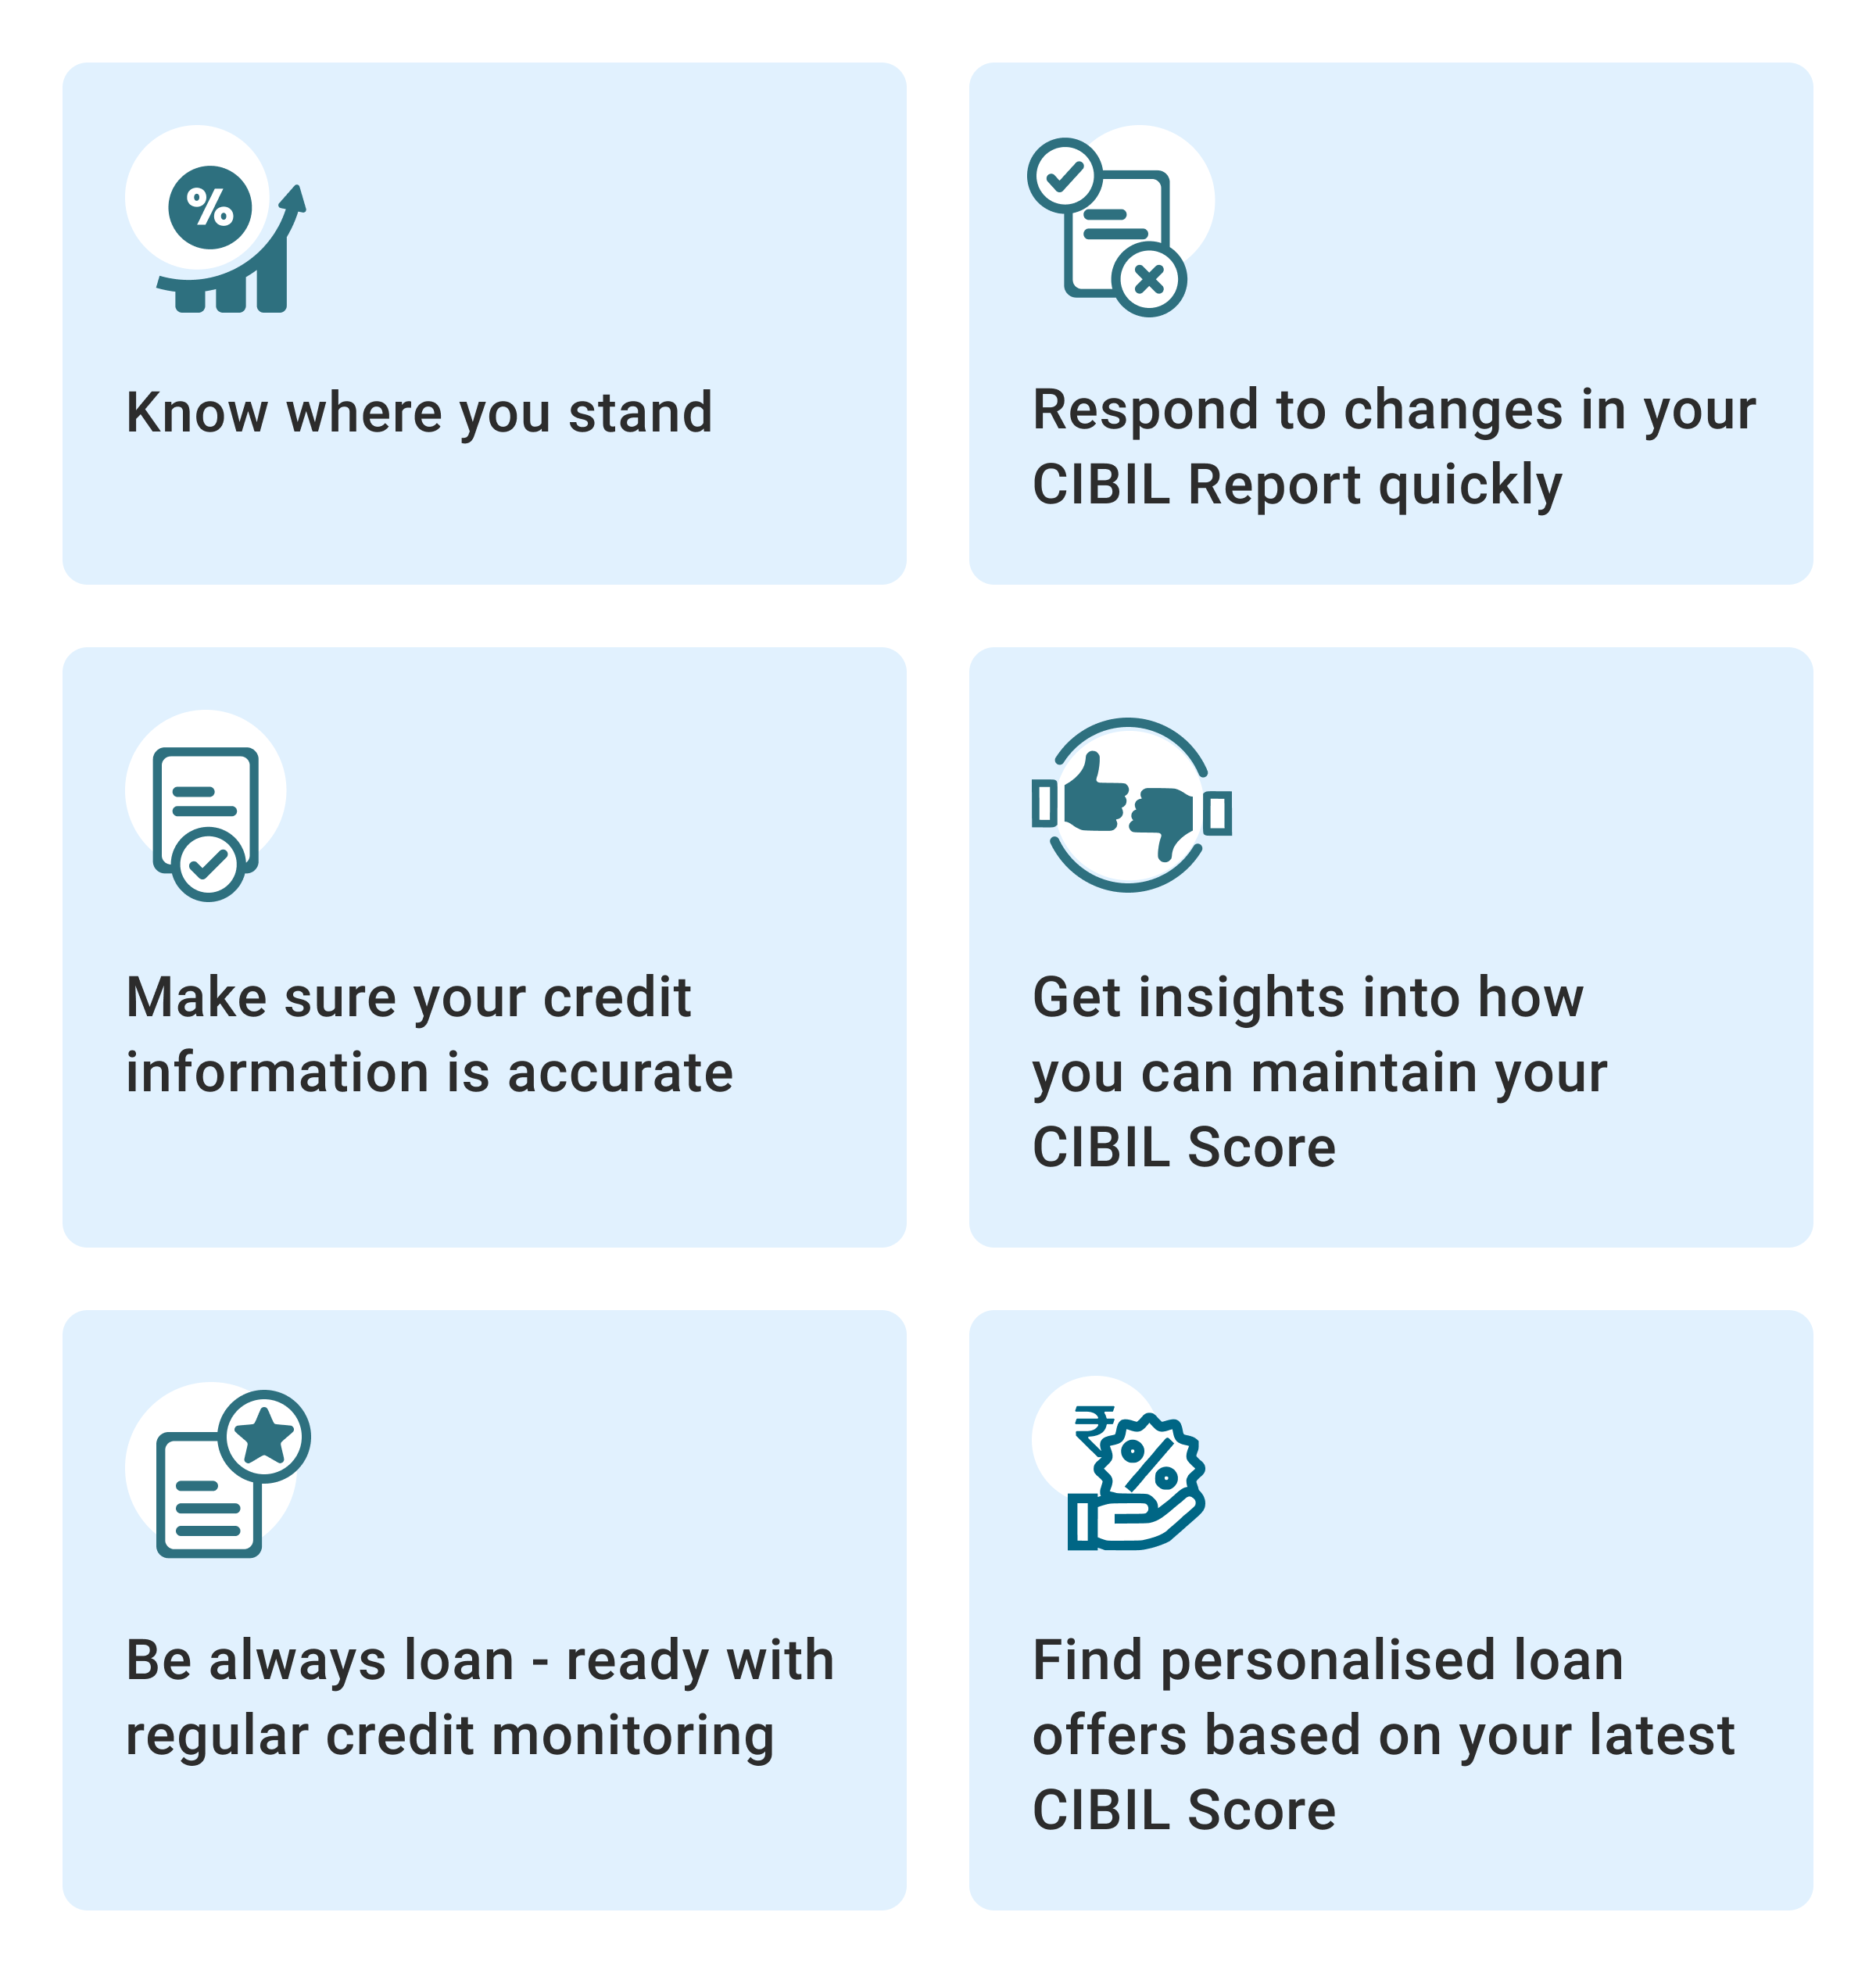 %
Know where you stand
Respond to changes in your
CIBIL Report quickly
Make sure your credit
information is accurate
Get insights into how
you can maintain your
CIBIL Score
Be always loan - ready with
regular credit monitoring
₹
%
Find personalised loan
offers based on your latest
CIBIL Score